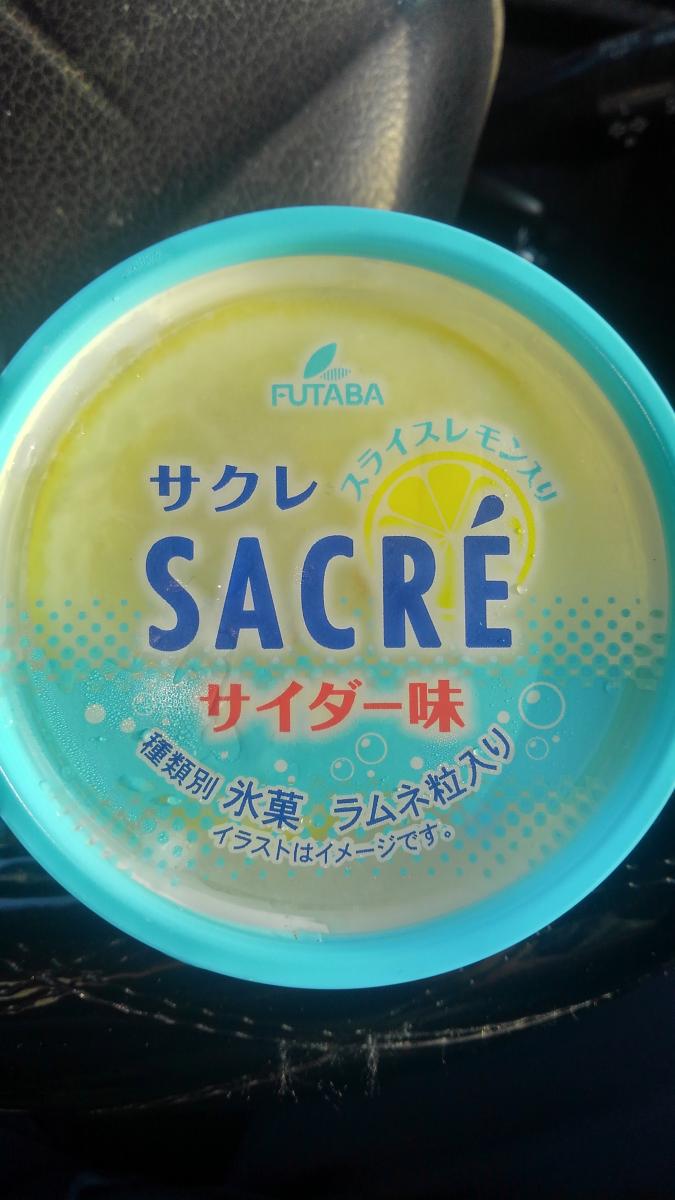 FUTABA
スライスレモン入り
サクレ
SACRÉ
サイダー味
種類別 氷菓 ラムネ粒入り
イラストはイメージです。